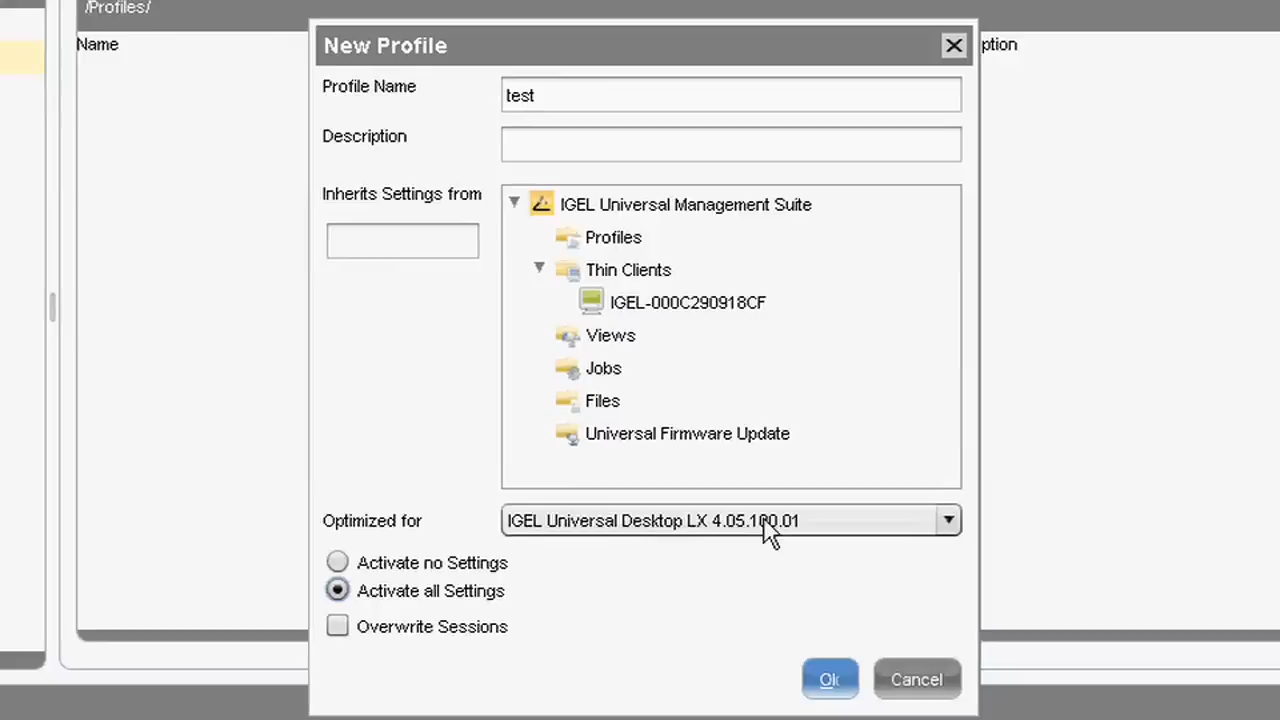 /Profiles/
Name
ption
New Profile
Profile Name
test
Description
Inherits Settings from
IGEL Universal Management Suite
Profiles
Thin Clients
IGEL-000C290918CF
Views
Jobs
Files
Universal Firmware Update
Optimized for
IGEL Universal Desktop LX 4.05.100.01
Activate no Settings
Activate all Settings
Overwrite Sessions
Ok
Cancel